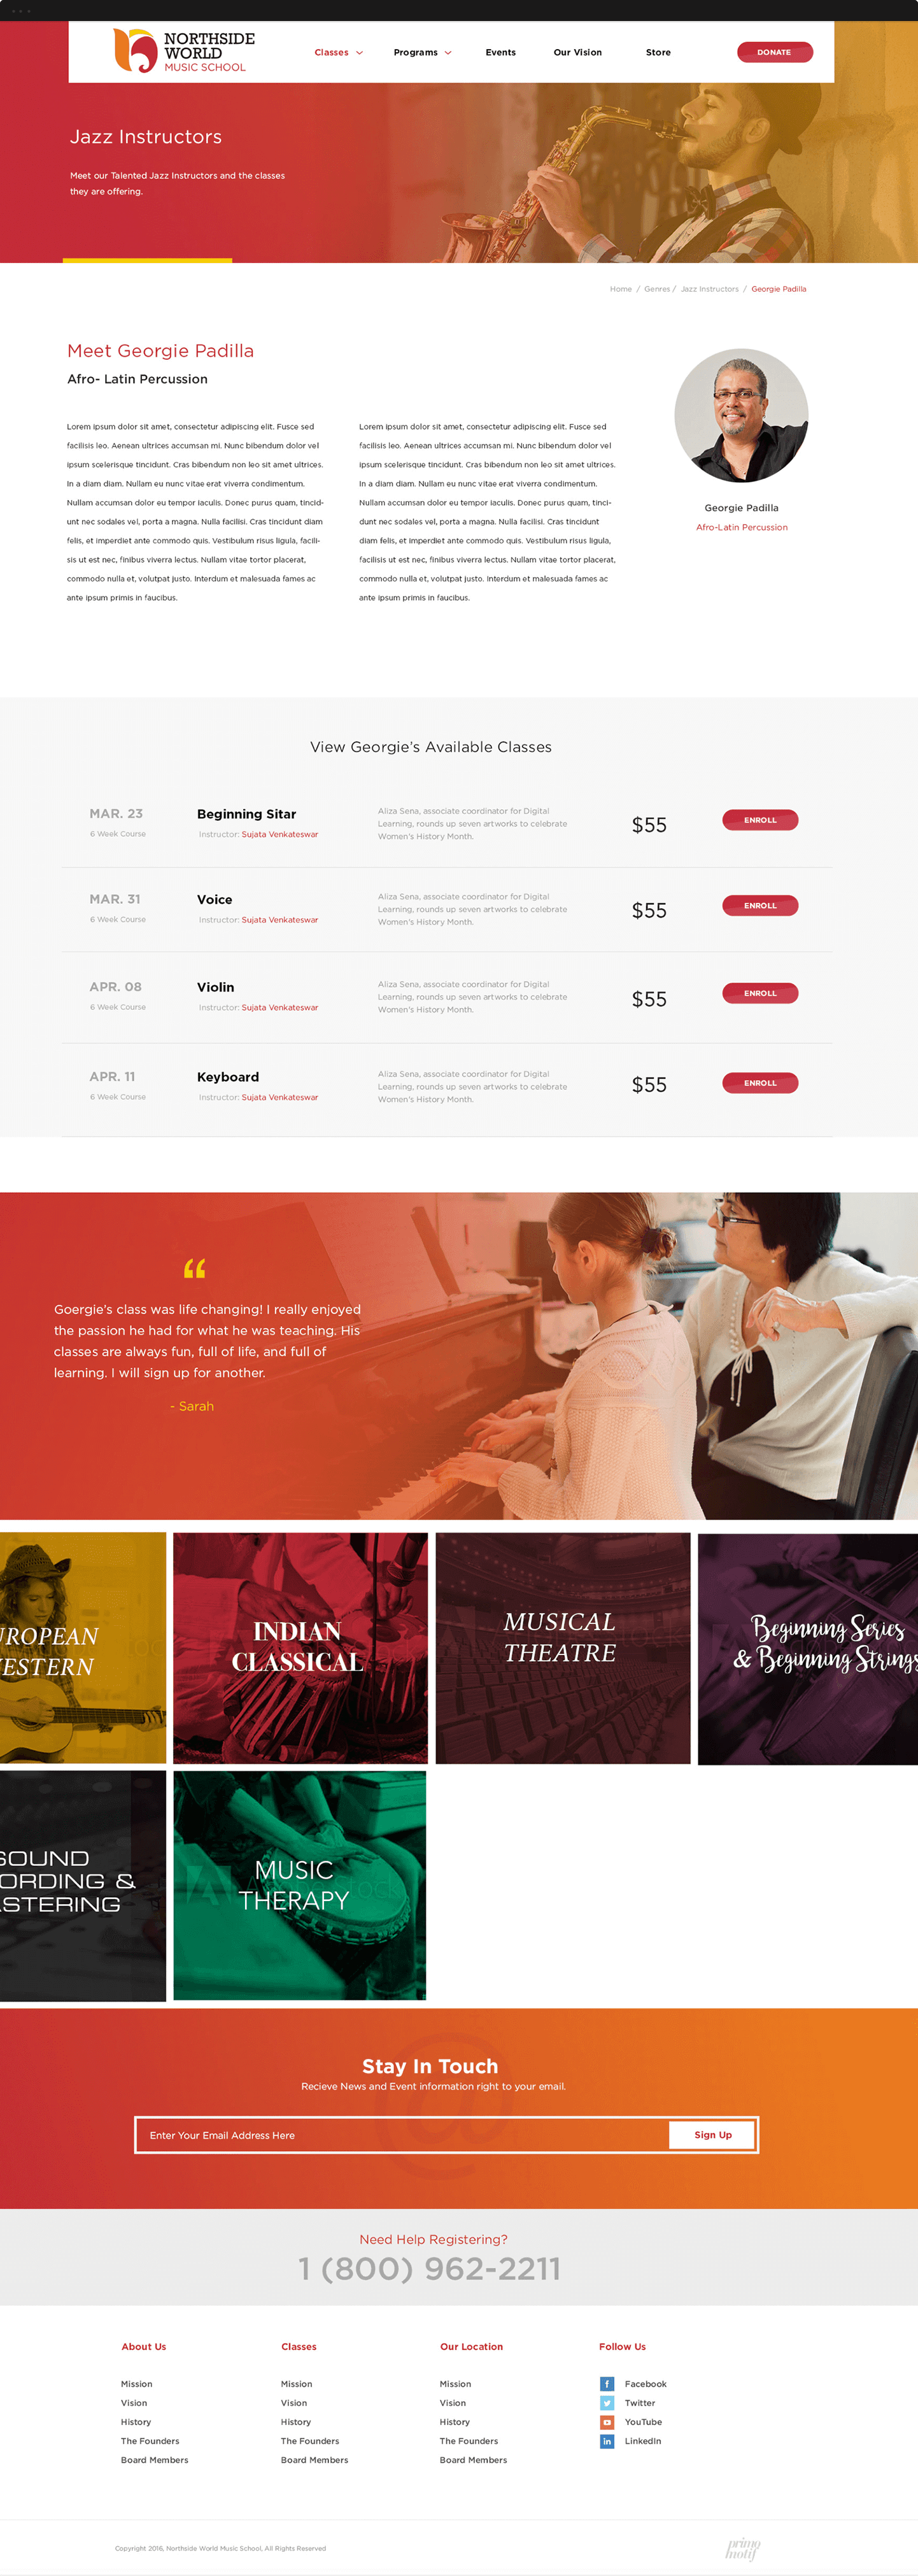 NORTHSIDE
WORLD
MUSIC SCHOOL
Classes
Programs
Events
Our Vision
Store
DONATE
Jazz Instructors
Meet our Talented Jazz Instructors and the classes
they are offering.
Home / Genres / Jazz Instructors / Georgie Padilla
Meet Georgie Padilla
Afro- Latin Percussion
Lorem ipsum dolor sit amet, consectetur adipiscing elit. Fusce sed
facilisis leo. Aenean ultrices accumsan mi. Nunc bibendum dolor vel
ipsum scelerisque tincidunt. Cras bibendum non leo sit amet ultrices.
In a diam diam. Nullam eu nunc vitae erat viverra condimentum.
Nullam accumsan dolor eu tempor iaculis. Donec purus quam, tincid-
unt nec sodales vel, porta a magna. Nulla facilisi. Cras tincidunt diam
felis, et imperdiet ante commodo quis. Vestibulum risus ligula, facili-
sis ut est nec, finibus viverra lectus. Nullam vitae tortor placerat,
commodo nulla et, volutpat justo. Interdum et malesuada fames ac
ante ipsum primis in faucibus.
Lorem ipsum dolor sit amet, consectetur adipiscing elit. Fusce sed
facilisis leo. Aenean ultrices accumsan mi. Nunc bibendum dolor vel
ipsum scelerisque tincidunt. Cras bibendum non leo sit amet ultrices.
In a diam diam. Nullam eu nunc vitae erat viverra condimentum.
Nullam accumsan dolor eu tempor iaculis. Donec purus quam, tinci-
dunt nec sodales vel, porta a magna. Nulla facilisi. Cras tincidunt
diam felis, et imperdiet ante commodo quis. Vestibulum risus ligula,
facilisis ut est nec, finibus viverra lectus. Nullam vitae tortor placerat,
commodo nulla et, volutpat justo. Interdum et malesuada fames ac
ante ipsum primis in faucibus.
Georgie Padilla
Afro-Latin Percussion
View Georgie's Available Classes
MAR. 23
6 Week Course
Beginning Sitar
Instructor: Sujata Venkateswar
Aliza Sena, associate coordinator for Digital
Learning, rounds up seven artworks to celebrate
Women's History Month.
$55
ENROLL
MAR. 31
6 Week Course
Voice
Instructor: Sujata Venkateswar
Aliza Sena, associate coordinator for Digital
Learning, rounds up seven artworks to celebrate
Women's History Month.
$55
ENROLL
APR. 08
6 Week Course
Violin
Instructor: Sujata Venkateswar
Aliza Sena, associate coordinator for Digital
Learning, rounds up seven artworks to celebrate
Women's History Month.
$55
ENROLL
APR. 11
6 Week Course
Keyboard
Instructor: Sujata Venkateswar
Aliza Sena, associate coordinator for Digital
Learning, rounds up seven artworks to celebrate
Women's History Month.
$55
ENROLL
“
Goergie's class was life changing! I really enjoyed
the passion he had for what he was teaching. His
classes are always fun, full of life, and full of
learning. I will sign up for another.
- Sarah
UROPEAN
ESTERN
INDIAN
CLASSICAL
MUSICAL
THEATRE
Beginning Series
& Beginning Strings
SOUND
ORDING &
ASTERING
MUSIC
THERAPY
Stay In Touch
Recieve News and Event information right to your email.
Enter Your Email Address Here
Sign Up
Need Help Registering?
1 (800) 962-2211
About Us
Mission
Vision
History
The Founders
Board Members
Classes
Mission
Vision
History
The Founders
Board Members
Our Location
Mission
Vision
History
The Founders
Board Members
Follow Us
Facebook
Twitter
YouTube
LinkedIn
Copyright 2016, Northside World Music School, All Rights Reserved
primo
motif